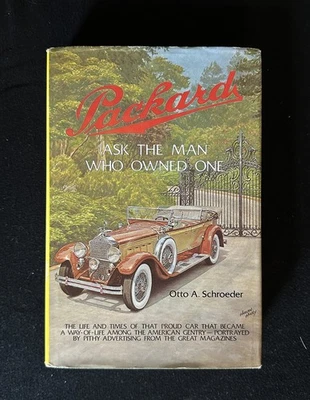 Packard
ASK THE MAN
WHO OWNED ONE
Otto A. Schroeder
THE LIFE AND TIMES OF THAT PROUD CAR THAT BECAME
A WAY-OF-LIFE AMONG THE AMERICAN GENTRY—PORTRAYED
BY PITHY ADVERTISING FROM THE GREAT MAGAZINES